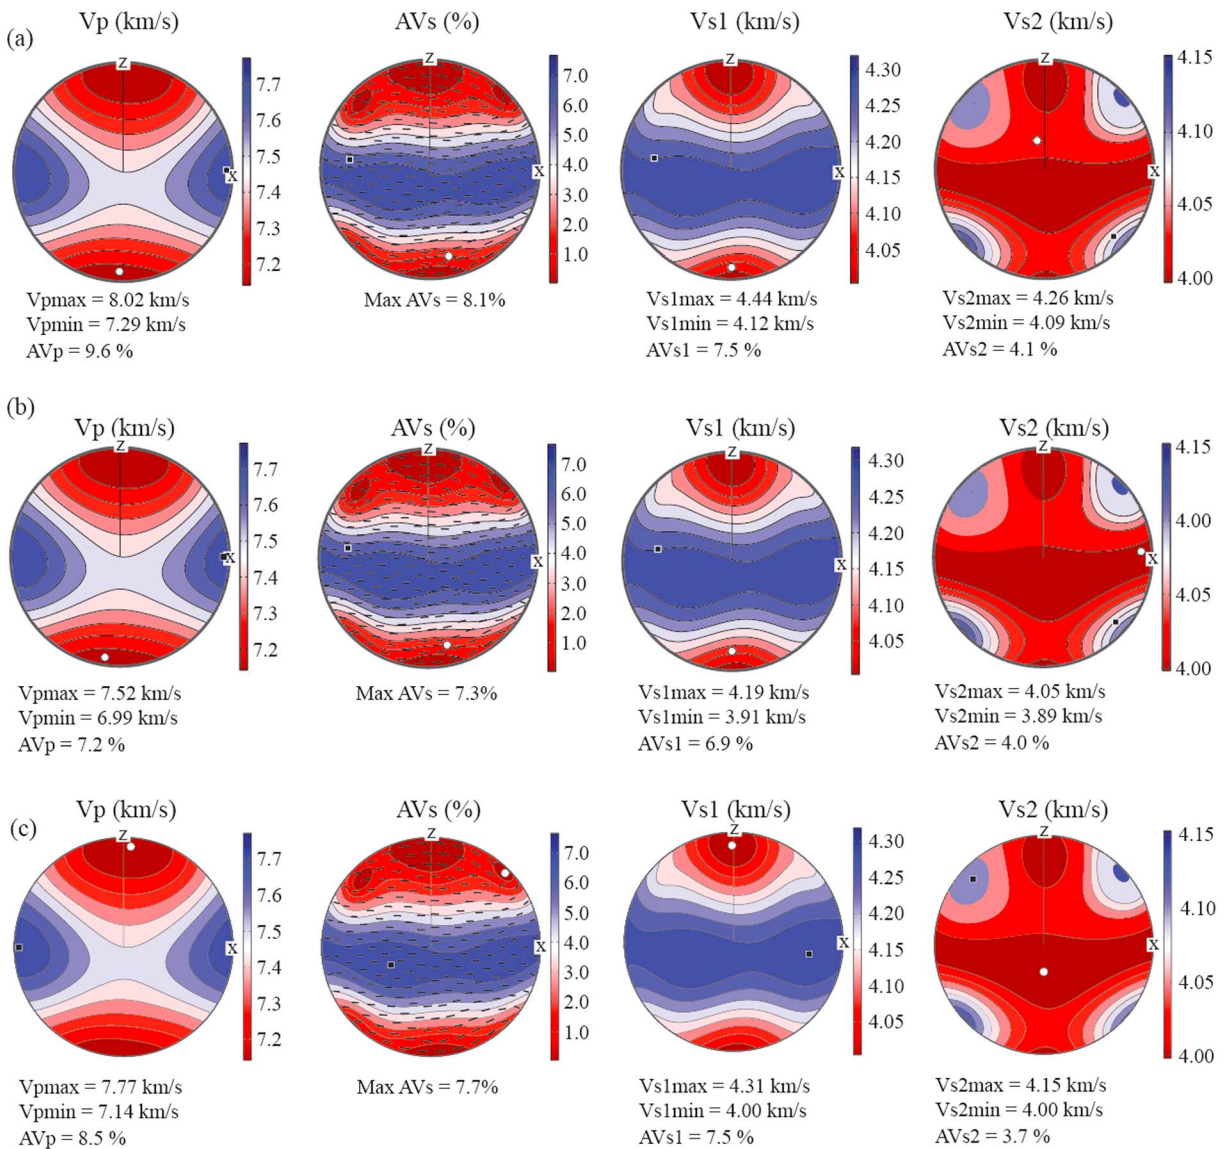 (a)
Vp (km/s) AVs (%) Vs1 (km/s) Vs2 (km/s)
Z
X
7.7
7.6
7.5
7.4
7.3
7.2
X
7.0
6.0
5.0
4.0
3.0
2.0
1.0
Z
X
4.30
4.25
4.20
4.15
4.10
4.05
Z
X
4.15
4.10
4.05
4.00
Vpmax = 8.02 km/s
Vpmin = 7.29 km/s
AVp = 9.6 %
Max AVs = 8.1%
Vs1max = 4.44 km/s
Vs1min = 4.12 km/s
AVs1 = 7.5 %
Vs2max = 4.26 km/s
Vs2min = 4.09 km/s
AVs2 = 4.1 %
(b)
Vp (km/s) AVs (%) Vs1 (km/s) Vs2 (km/s)
Z
X
7.7
7.6
7.5
7.4
7.3
7.2
Z
X
7.0
6.0
5.0
4.0
3.0
2.0
1.0
Z
X
4.30
4.25
4.20
4.15
4.10
4.05
Z
X
4.15
4.00
4.05
4.00
Vpmax = 7.52 km/s
Vpmin = 6.99 km/s
AVp = 7.2 %
Max AVs = 7.3%
Vs1max = 4.19 km/s
Vs1min = 3.91 km/s
AVs1 = 6.9 %
Vs2max = 4.05 km/s
Vs2min = 3.89 km/s
AVs2 = 4.0 %
(c)
Vp (km/s) AVs (%) Vs1 (km/s) Vs2 (km/s)
Z
X
7.7
7.6
7.5
7.4
7.3
7.2
Z
X
7.0
6.0
5.0
4.0
3.0
2.0
1.0
Z
X
4.30
4.25
4.20
4.15
4.10
4.05
Z
X
4.15
4.10
4.05
4.00
Vpmax = 7.77 km/s
Vpmin = 7.14 km/s
AVp = 8.5 %
Max AVs = 7.7%
Vs1max = 4.31 km/s
Vs1min = 4.00 km/s
AVs1 = 7.5 %
Vs2max = 4.15 km/s
Vs2min = 4.00 km/s
AVs2 = 3.7 %